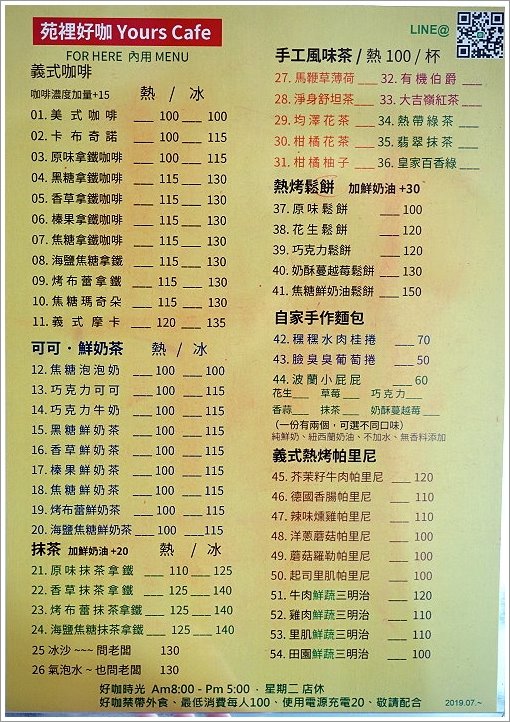 苑裡好咖 Yours Cafe
FOR HERE 內用 MENU
義式咖啡
咖啡濃度加量+15 熱 / 冰
01. 美式咖啡 ___ 100 ___ 100
02. 卡布奇諾 ___ 100 ___ 115
03. 原味拿鐵咖啡 ___ 100 ___ 115
04. 黑糖拿鐵咖啡 ___ 115 ___ 130
05. 香草拿鐵咖啡 ___ 115 ___ 130
06. 榛果拿鐵咖啡 ___ 115 ___ 130
07. 焦糖拿鐵咖啡 ___ 115 ___ 130
08. 海鹽焦糖拿鐵 ___ 115 ___ 130
09. 烤布蕾拿鐵 ___ 115 ___ 130
10. 焦糖瑪奇朵 ___ 115 ___ 130
11. 義式摩卡 ___ 120 ___ 135
可可・鮮奶茶 熱 / 冰
12. 焦糖泡泡奶 ___ 100 ___ 100
13. 巧克力可可 ___ 100 ___ 115
14. 巧克力牛奶 ___ 100 ___ 115
15. 黑糖鮮奶茶 ___ 100 ___ 115
16. 香草鮮奶茶 ___ 100 ___ 115
17. 榛果鮮奶茶 ___ 100 ___ 115
18. 焦糖鮮奶茶 ___ 100 ___ 115
19. 烤布蕾鮮奶茶 ___ 100 ___ 115
20. 海鹽焦糖鮮奶茶 ___ 100 ___ 115
抹茶 加鮮奶油+20 熱 / 冰
21. 原味抹茶拿鐵 ___ 110 ___ 125
22. 香草抹茶拿鐵 ___ 125 ___ 140
23. 烤布蕾抹茶拿鐵 ___ 125 ___ 140
24. 海鹽焦糖抹茶拿鐵 ___ 125 ___ 140
25 冰沙 ~~~ 問老闆 130
26 氣泡水 ~ 也問老闆 130
LINE@
手工風味茶 / 熱 100 / 杯
27. 馬鞭草薄荷 ___ 32. 有機伯爵 ___
28. 淨身舒坦茶 ___ 33. 大吉嶺紅茶 ___
29. 均澤花茶 ___ 34. 熱帶綠茶 ___
30. 柑橘花茶 ___ 35. 翡翠抹茶 ___
31. 柑橘柚子 ___ 36. 皇家百香綠 ___
熱烤鬆餅 加鮮奶油 +30
37. 原味鬆餅 ___ 100
38. 花生鬆餅 ___ 120
39. 巧克力鬆餅 ___ 120
40. 奶酥蔓越莓鬆餅 ___ 130
41. 焦糖鮮奶油鬆餅 ___ 150
自家手作麵包
42. 稞稞水肉桂捲 ___ 70
43. 臉臭臭葡萄捲 ___ 50
44. 波蘭小屁屁 ___ 60
花生___ 草莓___ 巧克力___
香蒜___ 抹茶___ 奶酥蔓越莓___
(一份有兩個，可選不同口味)
純鮮奶、紐西蘭奶油、不加水、無香料添加
義式熱烤帕里尼
45. 芥茉籽牛肉帕里尼 ___ 120
46. 德國香腸帕里尼 ___ 110
47. 辣味燻雞帕里尼 ___ 110
48. 洋蔥蘑菇帕里尼 ___ 100
49. 蘑菇羅勒帕里尼 ___ 100
50. 起司里肌帕里尼 ___ 100
51. 牛肉鮮蔬三明治 ___ 120
52. 雞肉鮮蔬三明治 ___ 110
53. 里肌鮮蔬三明治 ___ 110
54. 田園鮮蔬三明治 ___ 100
好咖時光 Am8:00 - Pm 5:00 · 星期二 店休
好咖禁帶外食、最低消費每人100、使用電源充電20、敬請配合
2019.07.~